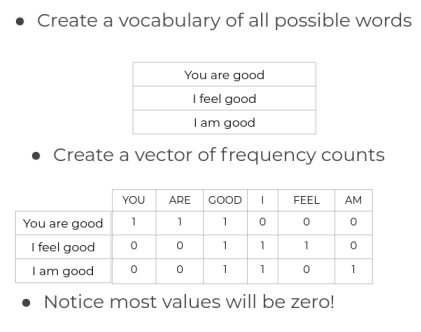 ● Create a vocabulary of all possible words
You are good
I feel good
I am good
● Create a vector of frequency counts
YOU ARE GOOD I FEEL AM
You are good 1 1 1 0 0 0
I feel good 0 0 1 1 1 0
I am good 0 0 1 1 0 1
● Notice most values will be zero!